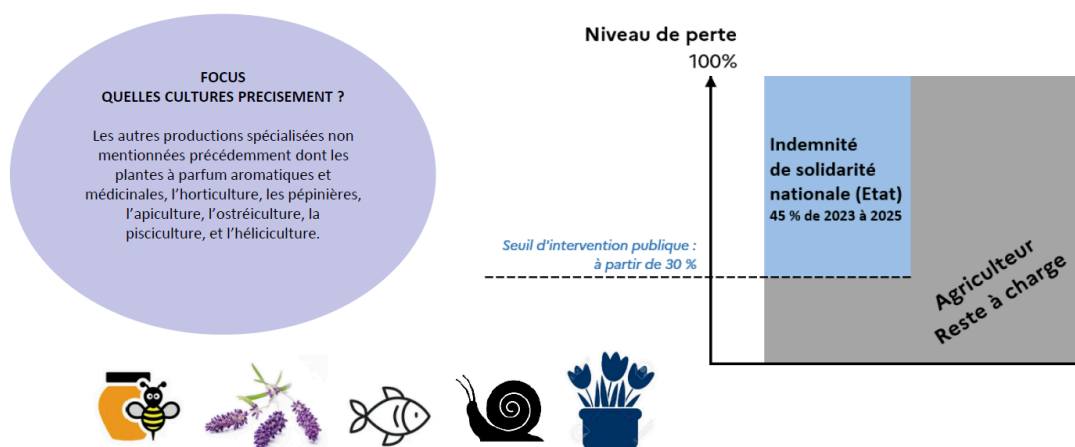 FOCUS
QUELLES CULTURES PRECISEMENT ?
Les autres productions spécialisées non
mentionnées précédemment dont les
plantes à parfum aromatiques et
médicinales, l’horticulture, les pépinières,
l’apiculture, l’ostréiculture, la
pisciculture, et l’héliciculture.
Niveau de perte
100%
Indemnité
de solidarité
nationale (Etat)
45 % de 2023 à 2025
Seuil d'intervention publique :
à partir de 30 %
Agriculteur
Reste à charge